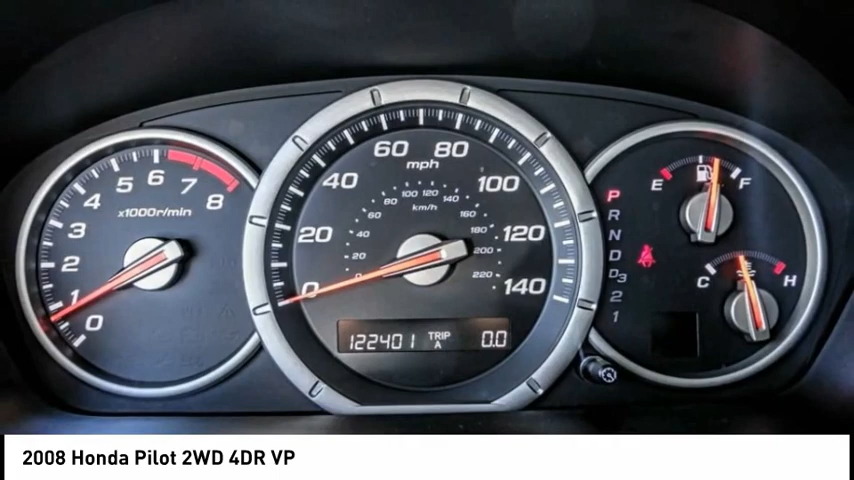 0 1 2 3 4 5 6 7 8
x1000r/min
0 20 40 60 80 100 120 140
mph
0 20 40 60 80 100 120 140 160 180 200 220
km/h
122401 TRIP A 0.0
P
R
N
D
D3
2
1
E F
C H
2008 Honda Pilot 2WD 4DR VP